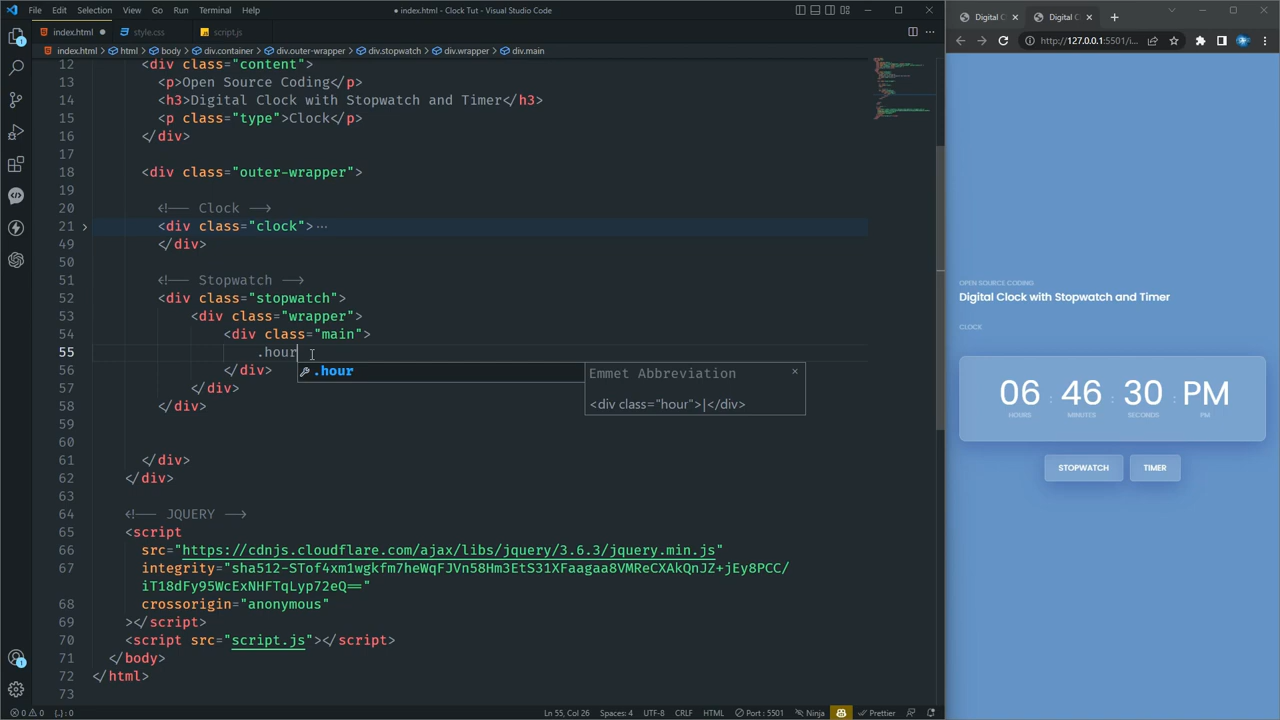 File Edit Selection View Go Run Terminal Help
● index.html - Clock Tut - Visual Studio Code
index.html ●
style.css
script.js
index.html > html > body > div.container > div.outer-wrapper > div.stopwatch > div.wrapper > div.main
12 <div class="content">
13 <p>Open Source Coding</p>
14 <h3>Digital Clock with Stopwatch and Timer</h3>
15 <p class="type">Clock</p>
16 </div>
17
18 <div class="outer-wrapper">
19
20 <!-- Clock -->
21 <div class="clock"> ...
49 </div>
50
51 <!-- Stopwatch -->
52 <div class="stopwatch">
53 <div class="wrapper">
54 <div class="main">
55 .hour
56 </div>
57 </div>
58 </div>
59
60
61 </div>
62 </div>
63
64 <!-- JQUERY -->
65 <script
66 src="https://cdnjs.cloudflare.com/ajax/libs/jquery/3.6.3/jquery.min.js"
67 integrity="sha512-STof4xm1wgkfm7heWqFJVn58Hm3EtS31XFaagaa8VMReCXAkQnJZ+jEy8PCC/
iT18dFy95WcExNHFTqLyp72eQ=="
68 crossorigin="anonymous"
69 ></script>
70 <script src="script.js"></script>
71 </body>
72 </html>
73
.hour
Emmet Abbreviation
<div class="hour">|</div>
0 0 {..} : 0
Ln 55, Col 26 Spaces: 4 UTF-8 CRLF HTML Port : 5501 Ninja Prettier
Digital C
Digital C
http://127.0.0.1:5501/i...
OPEN SOURCE CODING
Digital Clock with Stopwatch and Timer
CLOCK
06 : 46 : 30 : PM
HOURS MINUTES SECONDS PM
STOPWATCH TIMER